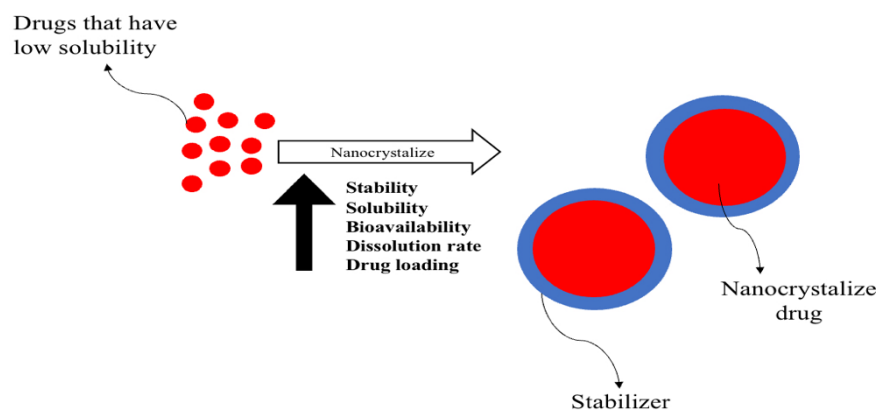 Drugs that have
low solubility
Nanocrystalize
Stability
Solubility
Bioavailability
Dissolution rate
Drug loading
Nanocrystalize
drug
Stabilizer